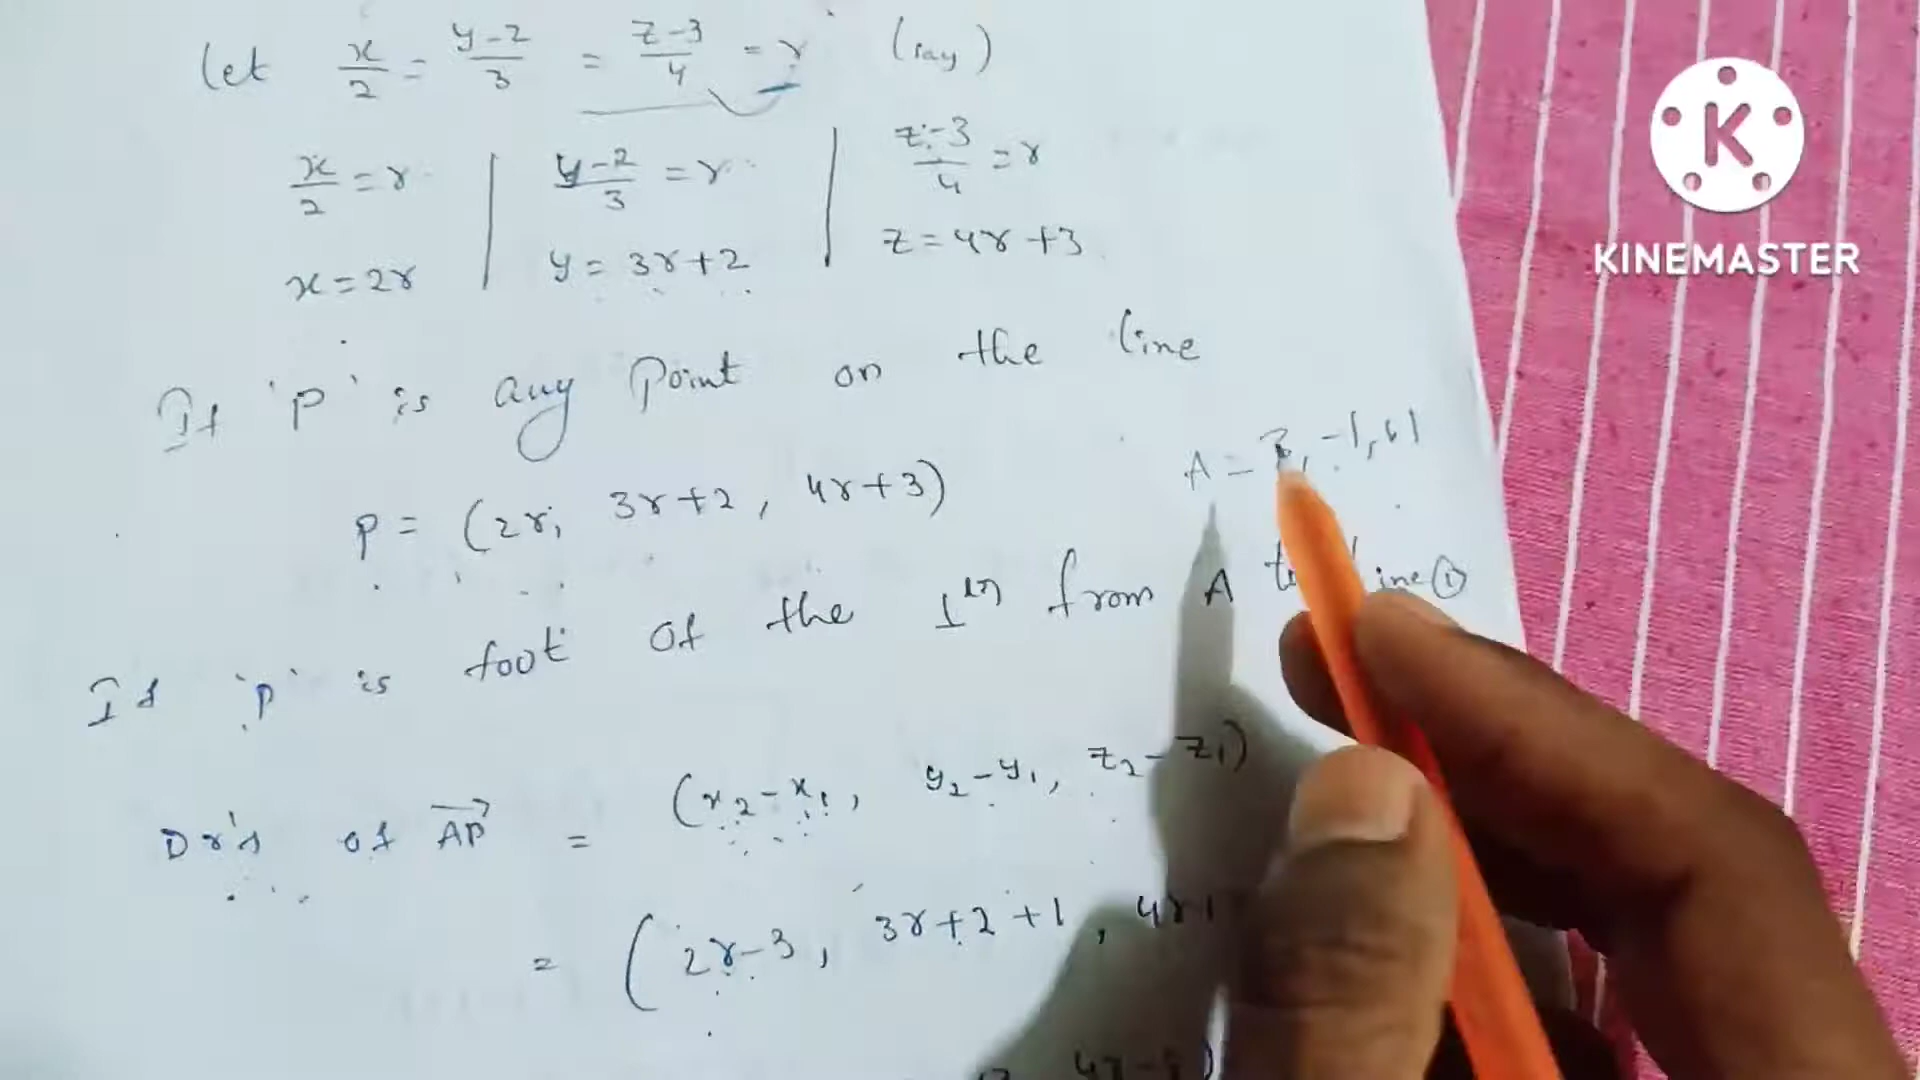 Let x/2 = y-2/3 = z-3/4 = r (say)
x/2 = r | y-2/3 = r | z-3/4 = r
x = 2r | y = 3r+2 | z = 4r+3
If 'P' is any Point on the line
P = (2r, 3r+2, 4r+3)
A = 3, -1, 11
If 'P' is foot of the ⊥lr from A to line ①
Dr's of AP = (x2-x1, y2-y1, z2-z1)
= (2r-3, 3r+2+1, 4r
4r-8)
KINEMASTER